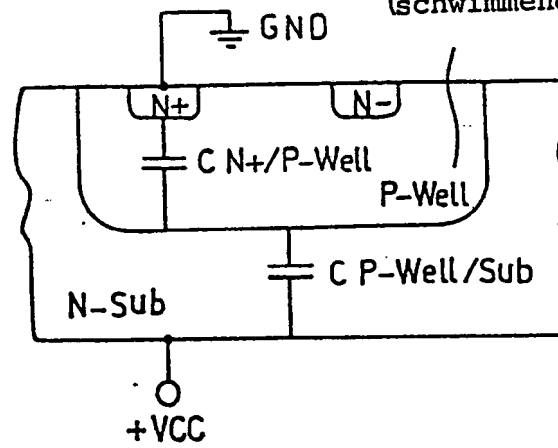 GND
N+
N-
C N+/P-Well
P-Well
C P-Well/Sub
N-Sub
+VCC